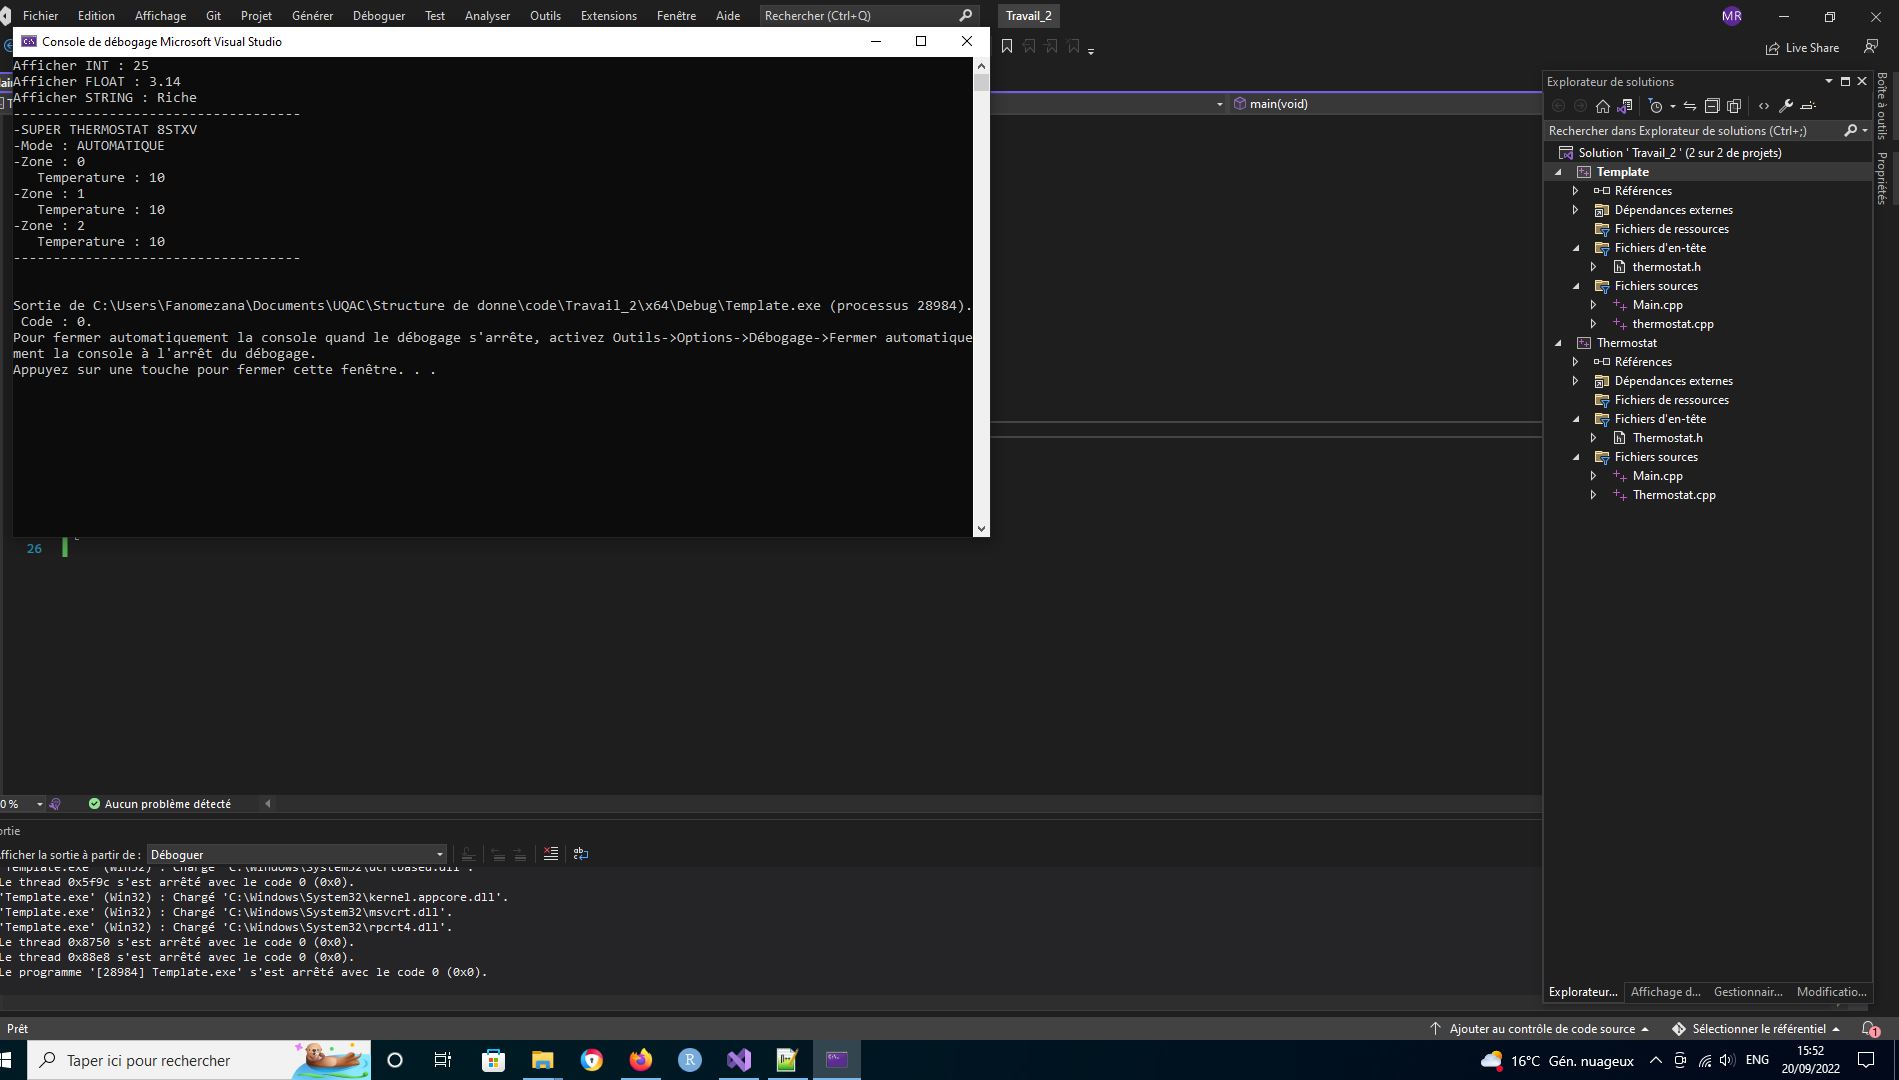 Fichier Edition Affichage Git Projet Générer Déboguer Test Analyser Outils Extensions Fenêtre Aide Rechercher (Ctrl+Q) Travail_2 MR
Console de débogage Microsoft Visual Studio
Live Share
Afficher INT : 25
Afficher FLOAT : 3.14
Afficher STRING : Riche
------------------------------------
-SUPER THERMOSTAT 8STXV
-Mode : AUTOMATIQUE
-Zone : 0
Temperature : 10
-Zone : 1
Temperature : 10
-Zone : 2
Temperature : 10
------------------------------------
Sortie de C:\Users\Fanomezana\Documents\UQAC\Structure de donne\code\Travail_2\x64\Debug\Template.exe (processus 28984).
Code : 0.
Pour fermer automatiquement la console quand le débogage s'arrête, activez Outils->Options->Débogage->Fermer automatique
ment la console à l'arrêt du débogage.
Appuyez sur une touche pour fermer cette fenêtre. . .
main(void)
26
Explorateur de solutions
Rechercher dans Explorateur de solutions (Ctrl+;)
Solution ' Travail_2 ' (2 sur 2 de projets)
Template
Références
Dépendances externes
Fichiers de ressources
Fichiers d'en-tête
thermostat.h
Fichiers sources
Main.cpp
thermostat.cpp
Thermostat
Références
Dépendances externes
Fichiers de ressources
Fichiers d'en-tête
Thermostat.h
Fichiers sources
Main.cpp
Thermostat.cpp
Boîte à outils
Propriétés
Explorateur... Affichage d... Gestionnair... Modificatio...
0 % Aucun problème détecté
ortie
fficher la sortie à partir de : Déboguer
'Template.exe' (Win32) : Chargé 'C:\Windows\System32\ucrtbased.dll'.
Le thread 0x5f9c s'est arrêté avec le code 0 (0x0).
'Template.exe' (Win32) : Chargé 'C:\Windows\System32\kernel.appcore.dll'.
'Template.exe' (Win32) : Chargé 'C:\Windows\System32\msvcrt.dll'.
'Template.exe' (Win32) : Chargé 'C:\Windows\System32\rpcrt4.dll'.
Le thread 0x8750 s'est arrêté avec le code 0 (0x0).
Le thread 0x88e8 s'est arrêté avec le code 0 (0x0).
Le programme '[28984] Template.exe' s'est arrêté avec le code 0 (0x0).
Prêt Ajouter au contrôle de code source Sélectionner le référentiel 1
Taper ici pour rechercher R 16°C Gén. nuageux ENG
15:52
20/09/2022